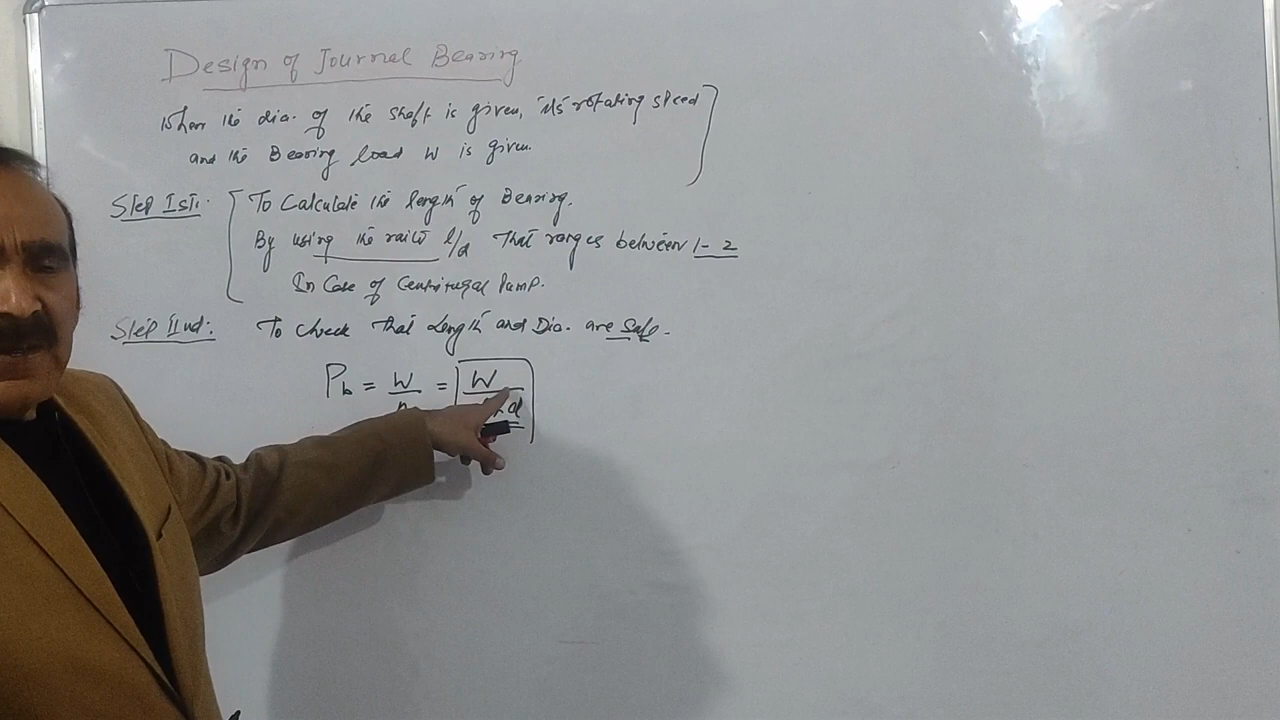 Design of Journal Bearing
When the dia. of the shaft is given, its rotating speed
and the Bearing load W is given.
Step Ist:. To Calculate the length of Bearing.
By using the ratio l/d That ranges between 1-2
In Case of Centrifugal Pump.
Step IInd:. To check that Length and Dia. are safe.
Pb = W = W
d